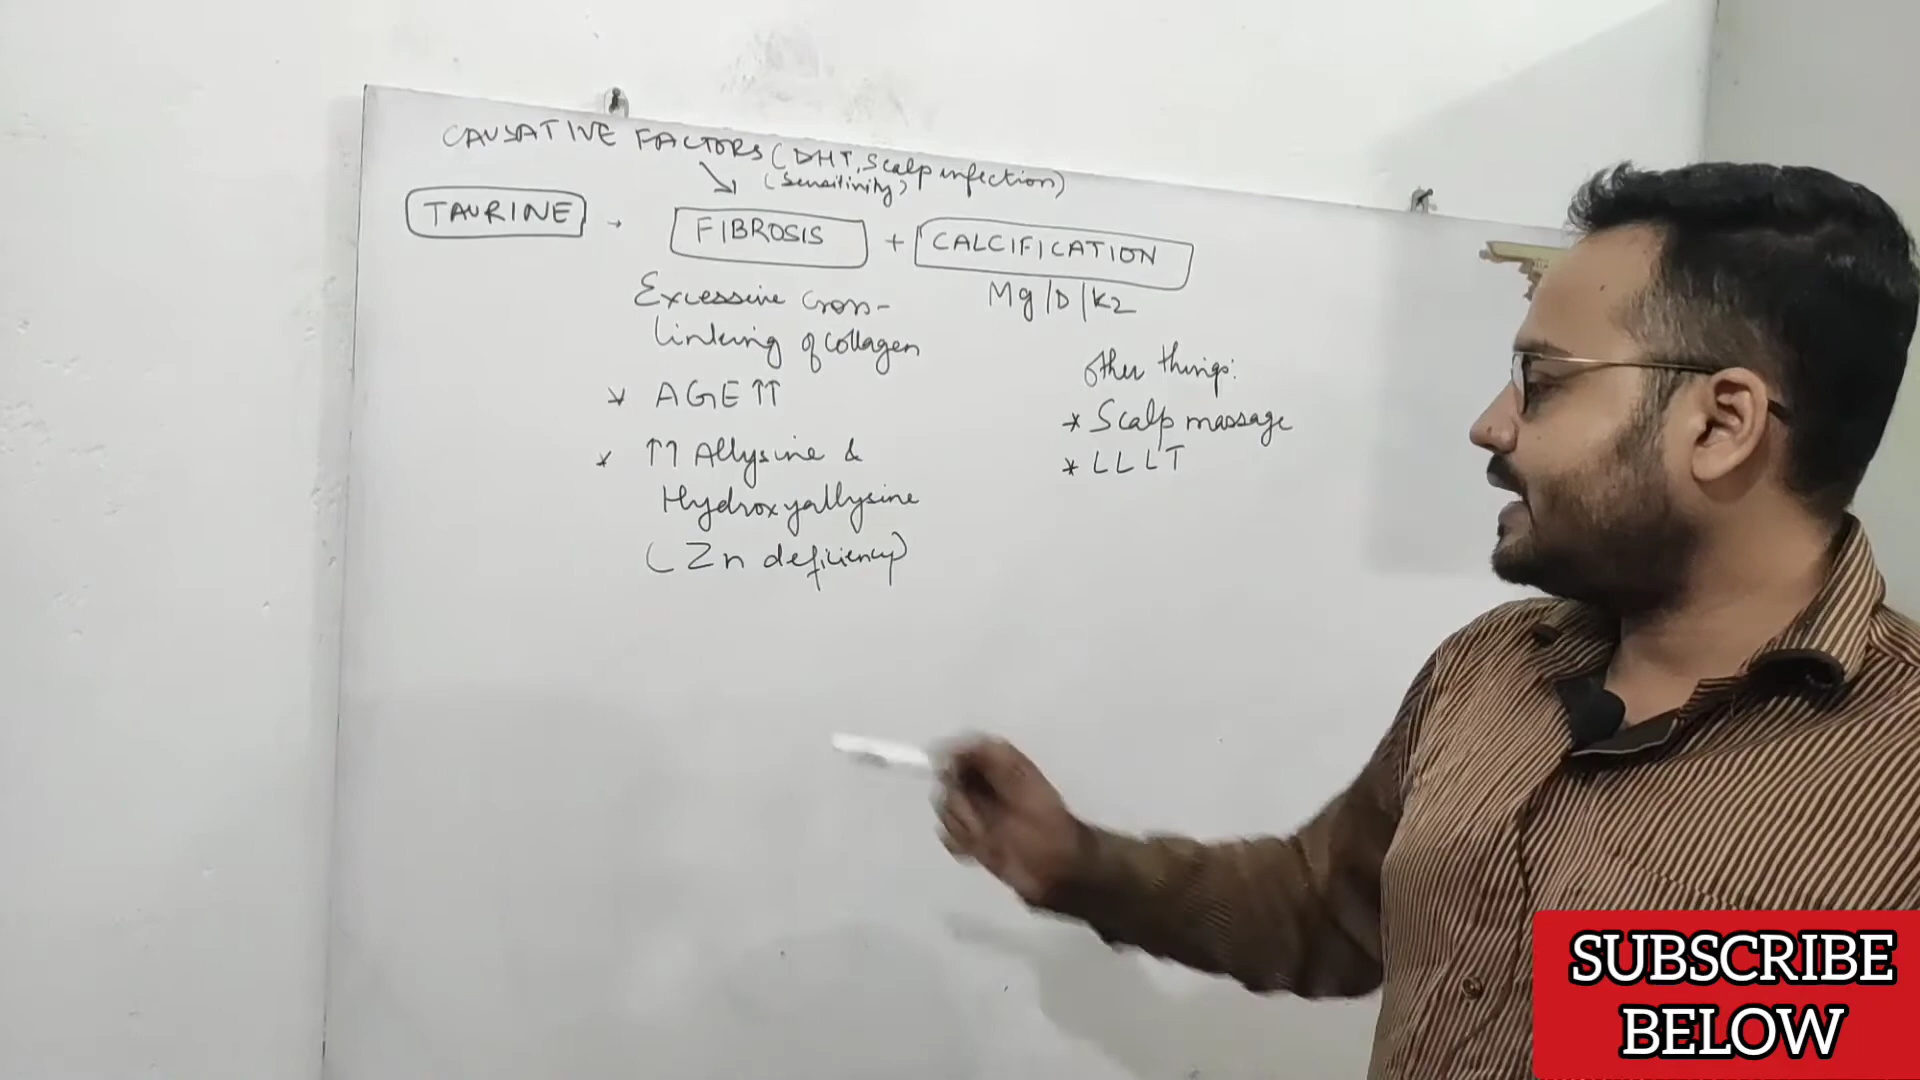 CAUSATIVE FACTORS (DHT, Scalp infection)
(Sensitivity)
TAURINE
FIBROSIS + CALCIFICATION
Excessive cross-
linking of collagen
* AGE ↑↑
* ↑↑ Allysine &
Hydroxyallysine
(Zn deficiency)
Mg/D/K2
Other things:
* Scalp massage
* LLLT
SUBSCRIBE
BELOW